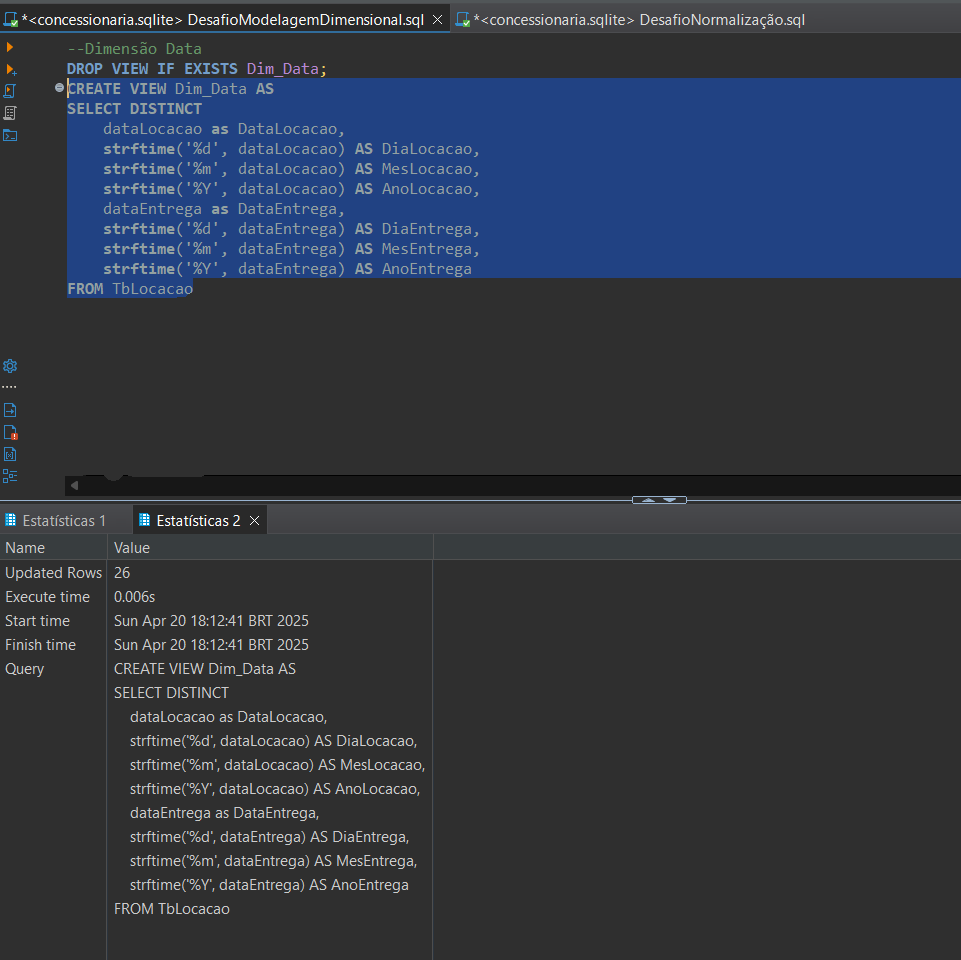 *<concessionaria.sqlite> DesafioModelagemDimensional.sql *<concessionaria.sqlite> DesafioNormalização.sql
--Dimensão Data
DROP VIEW IF EXISTS Dim_Data;
CREATE VIEW Dim_Data AS
SELECT DISTINCT
dataLocacao as DataLocacao,
strftime('%d', dataLocacao) AS DiaLocacao,
strftime('%m', dataLocacao) AS MesLocacao,
strftime('%Y', dataLocacao) AS AnoLocacao,
dataEntrega as DataEntrega,
strftime('%d', dataEntrega) AS DiaEntrega,
strftime('%m', dataEntrega) AS MesEntrega,
strftime('%Y', dataEntrega) AS AnoEntrega
FROM TbLocacao
Estatísticas 1 Estatísticas 2
Name Value
Updated Rows 26
Execute time 0.006s
Start time Sun Apr 20 18:12:41 BRT 2025
Finish time Sun Apr 20 18:12:41 BRT 2025
Query CREATE VIEW Dim_Data AS
SELECT DISTINCT
dataLocacao as DataLocacao,
strftime('%d', dataLocacao) AS DiaLocacao,
strftime('%m', dataLocacao) AS MesLocacao,
strftime('%Y', dataLocacao) AS AnoLocacao,
dataEntrega as DataEntrega,
strftime('%d', dataEntrega) AS DiaEntrega,
strftime('%m', dataEntrega) AS MesEntrega,
strftime('%Y', dataEntrega) AS AnoEntrega
FROM TbLocacao